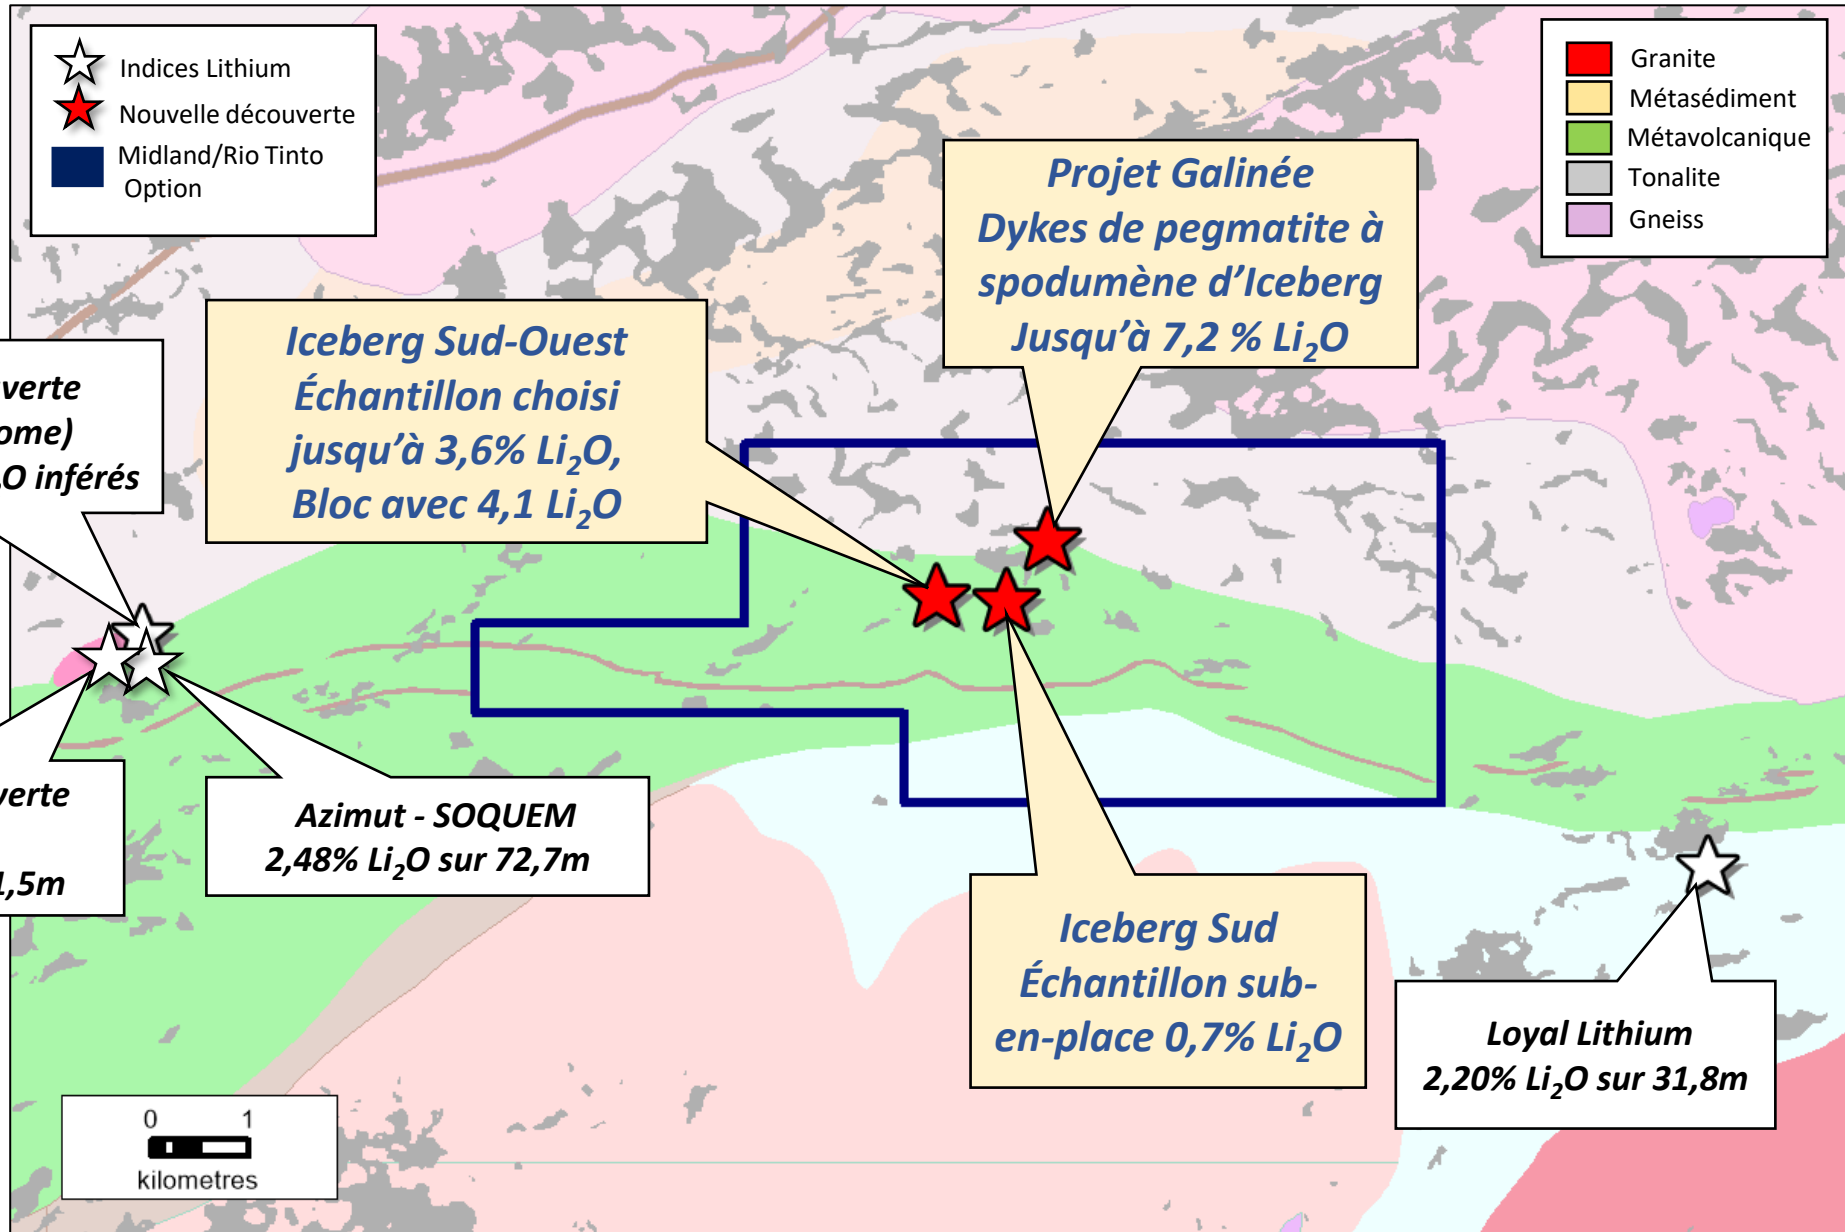 Indices Lithium
Nouvelle découverte
Midland/Rio Tinto
Option
Granite
Métasédiment
Métavolcanique
Tonalite
Gneiss
Projet Galinée
Dykes de pegmatite à
spodumène d’Iceberg
Jusqu’à 7,2 % Li₂O
Iceberg Sud-Ouest
Échantillon choisi
jusqu’à 3,6% Li₂O,
Bloc avec 4,1 Li₂O
inférés
Azimut - SOQUEM
2,48% Li₂O sur 72,7m
Iceberg Sud
Échantillon sub-
en-place 0,7% Li₂O
Loyal Lithium
2,20% Li₂O sur 31,8m
0 1
kilometres